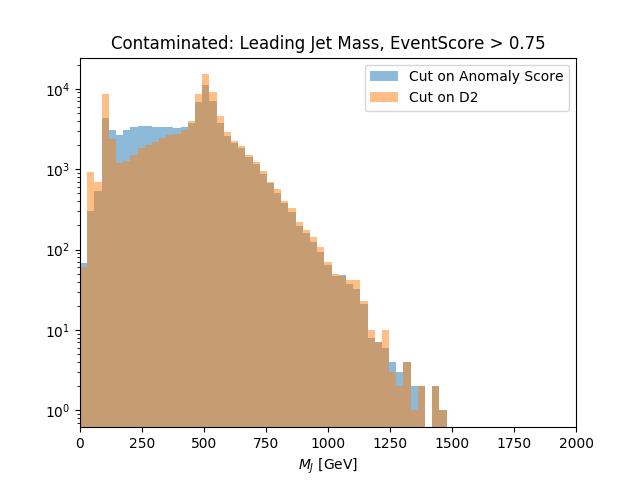 Contaminated: Leading Jet Mass, EventScore > 0.75
Cut on Anomaly Score
Cut on D2
10⁴
10³
10²
10¹
10⁰
0 250 500 750 1000 1250 1500 1750 2000
M_J [GeV]